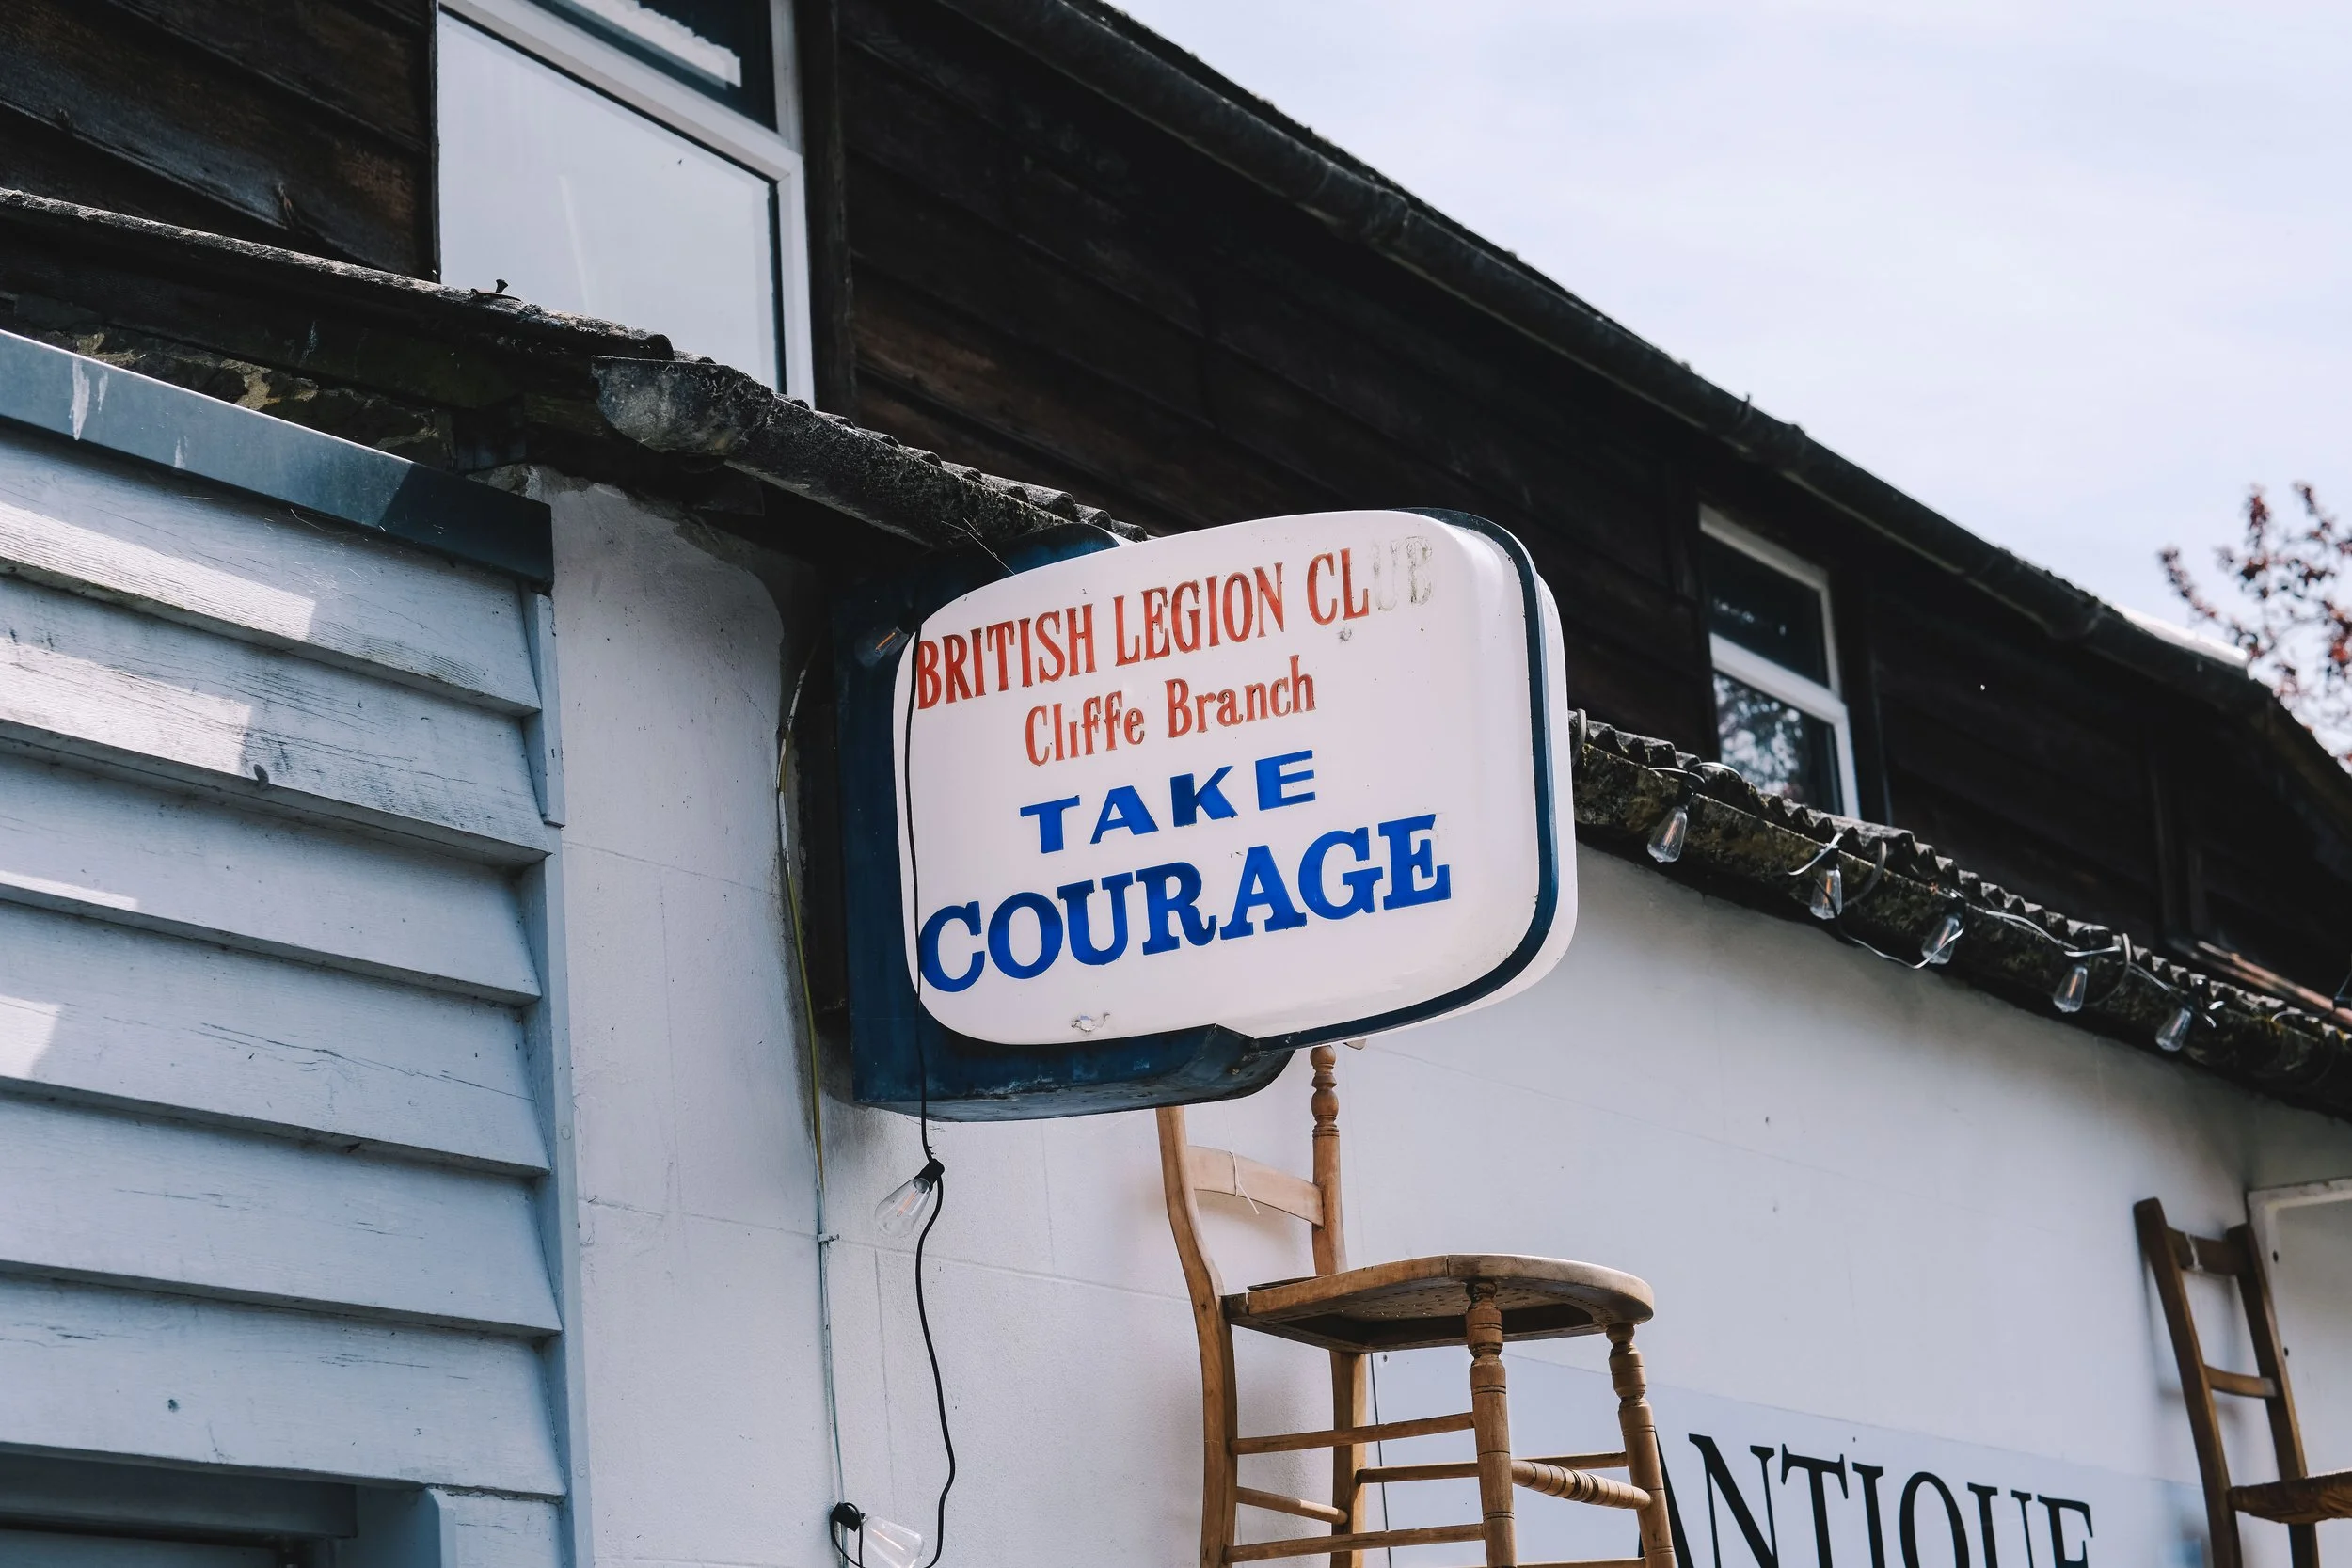 BRITISH LEGION CLUB
Cliffe Branch
TAKE
COURAGE
ANTIQUE